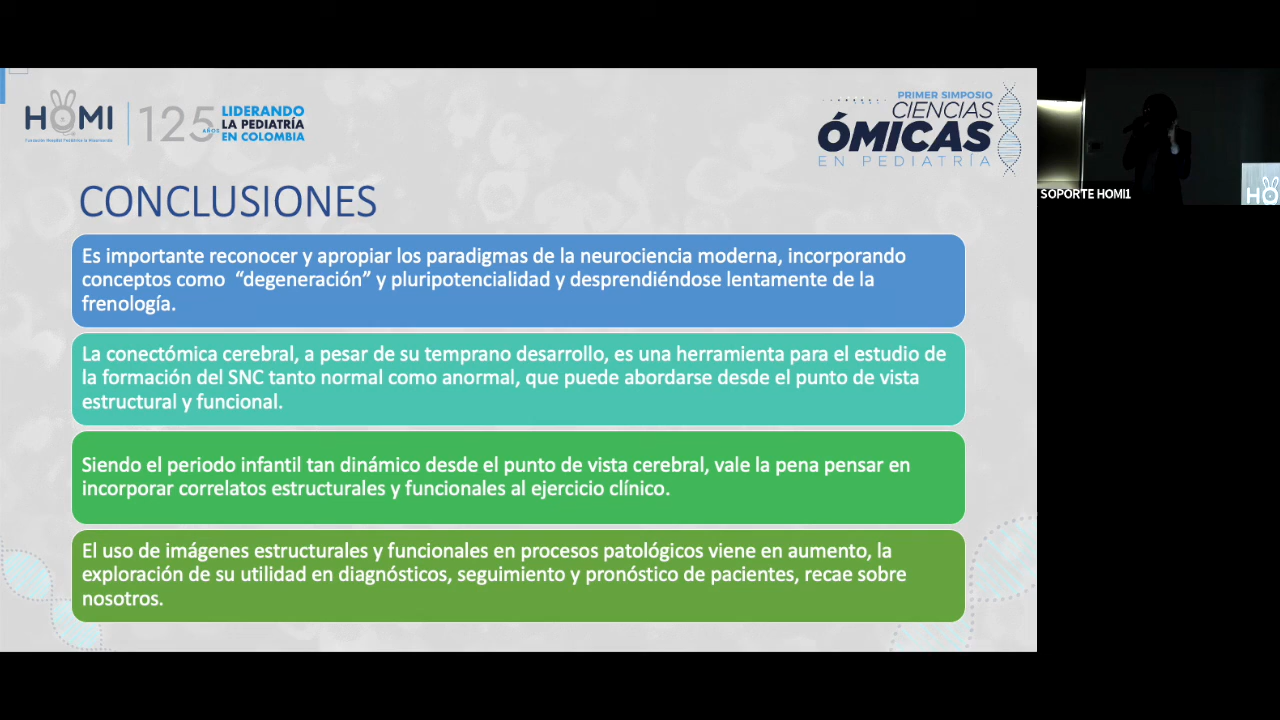 HOMI
Fundación Hospital Pediátrico la Misericordia
125 AÑOS
LIDERANDO
LA PEDIATRÍA
EN COLOMBIA
PRIMER SIMPOSIO
CIENCIAS
ÓMICAS
EN PEDIATRÍA
CONCLUSIONES
Es importante reconocer y apropiar los paradigmas de la neurociencia moderna, incorporando
conceptos como “degeneración” y pluripotencialidad y desprendiéndose lentamente de la
frenología.
La conectómica cerebral, a pesar de su temprano desarrollo, es una herramienta para el estudio de
la formación del SNC tanto normal como anormal, que puede abordarse desde el punto de vista
estructural y funcional.
Siendo el periodo infantil tan dinámico desde el punto de vista cerebral, vale la pena pensar en
incorporar correlatos estructurales y funcionales al ejercicio clínico.
El uso de imágenes estructurales y funcionales en procesos patológicos viene en aumento, la
exploración de su utilidad en diagnósticos, seguimiento y pronóstico de pacientes, recae sobre
nosotros.
SOPORTE HOMI1
HO